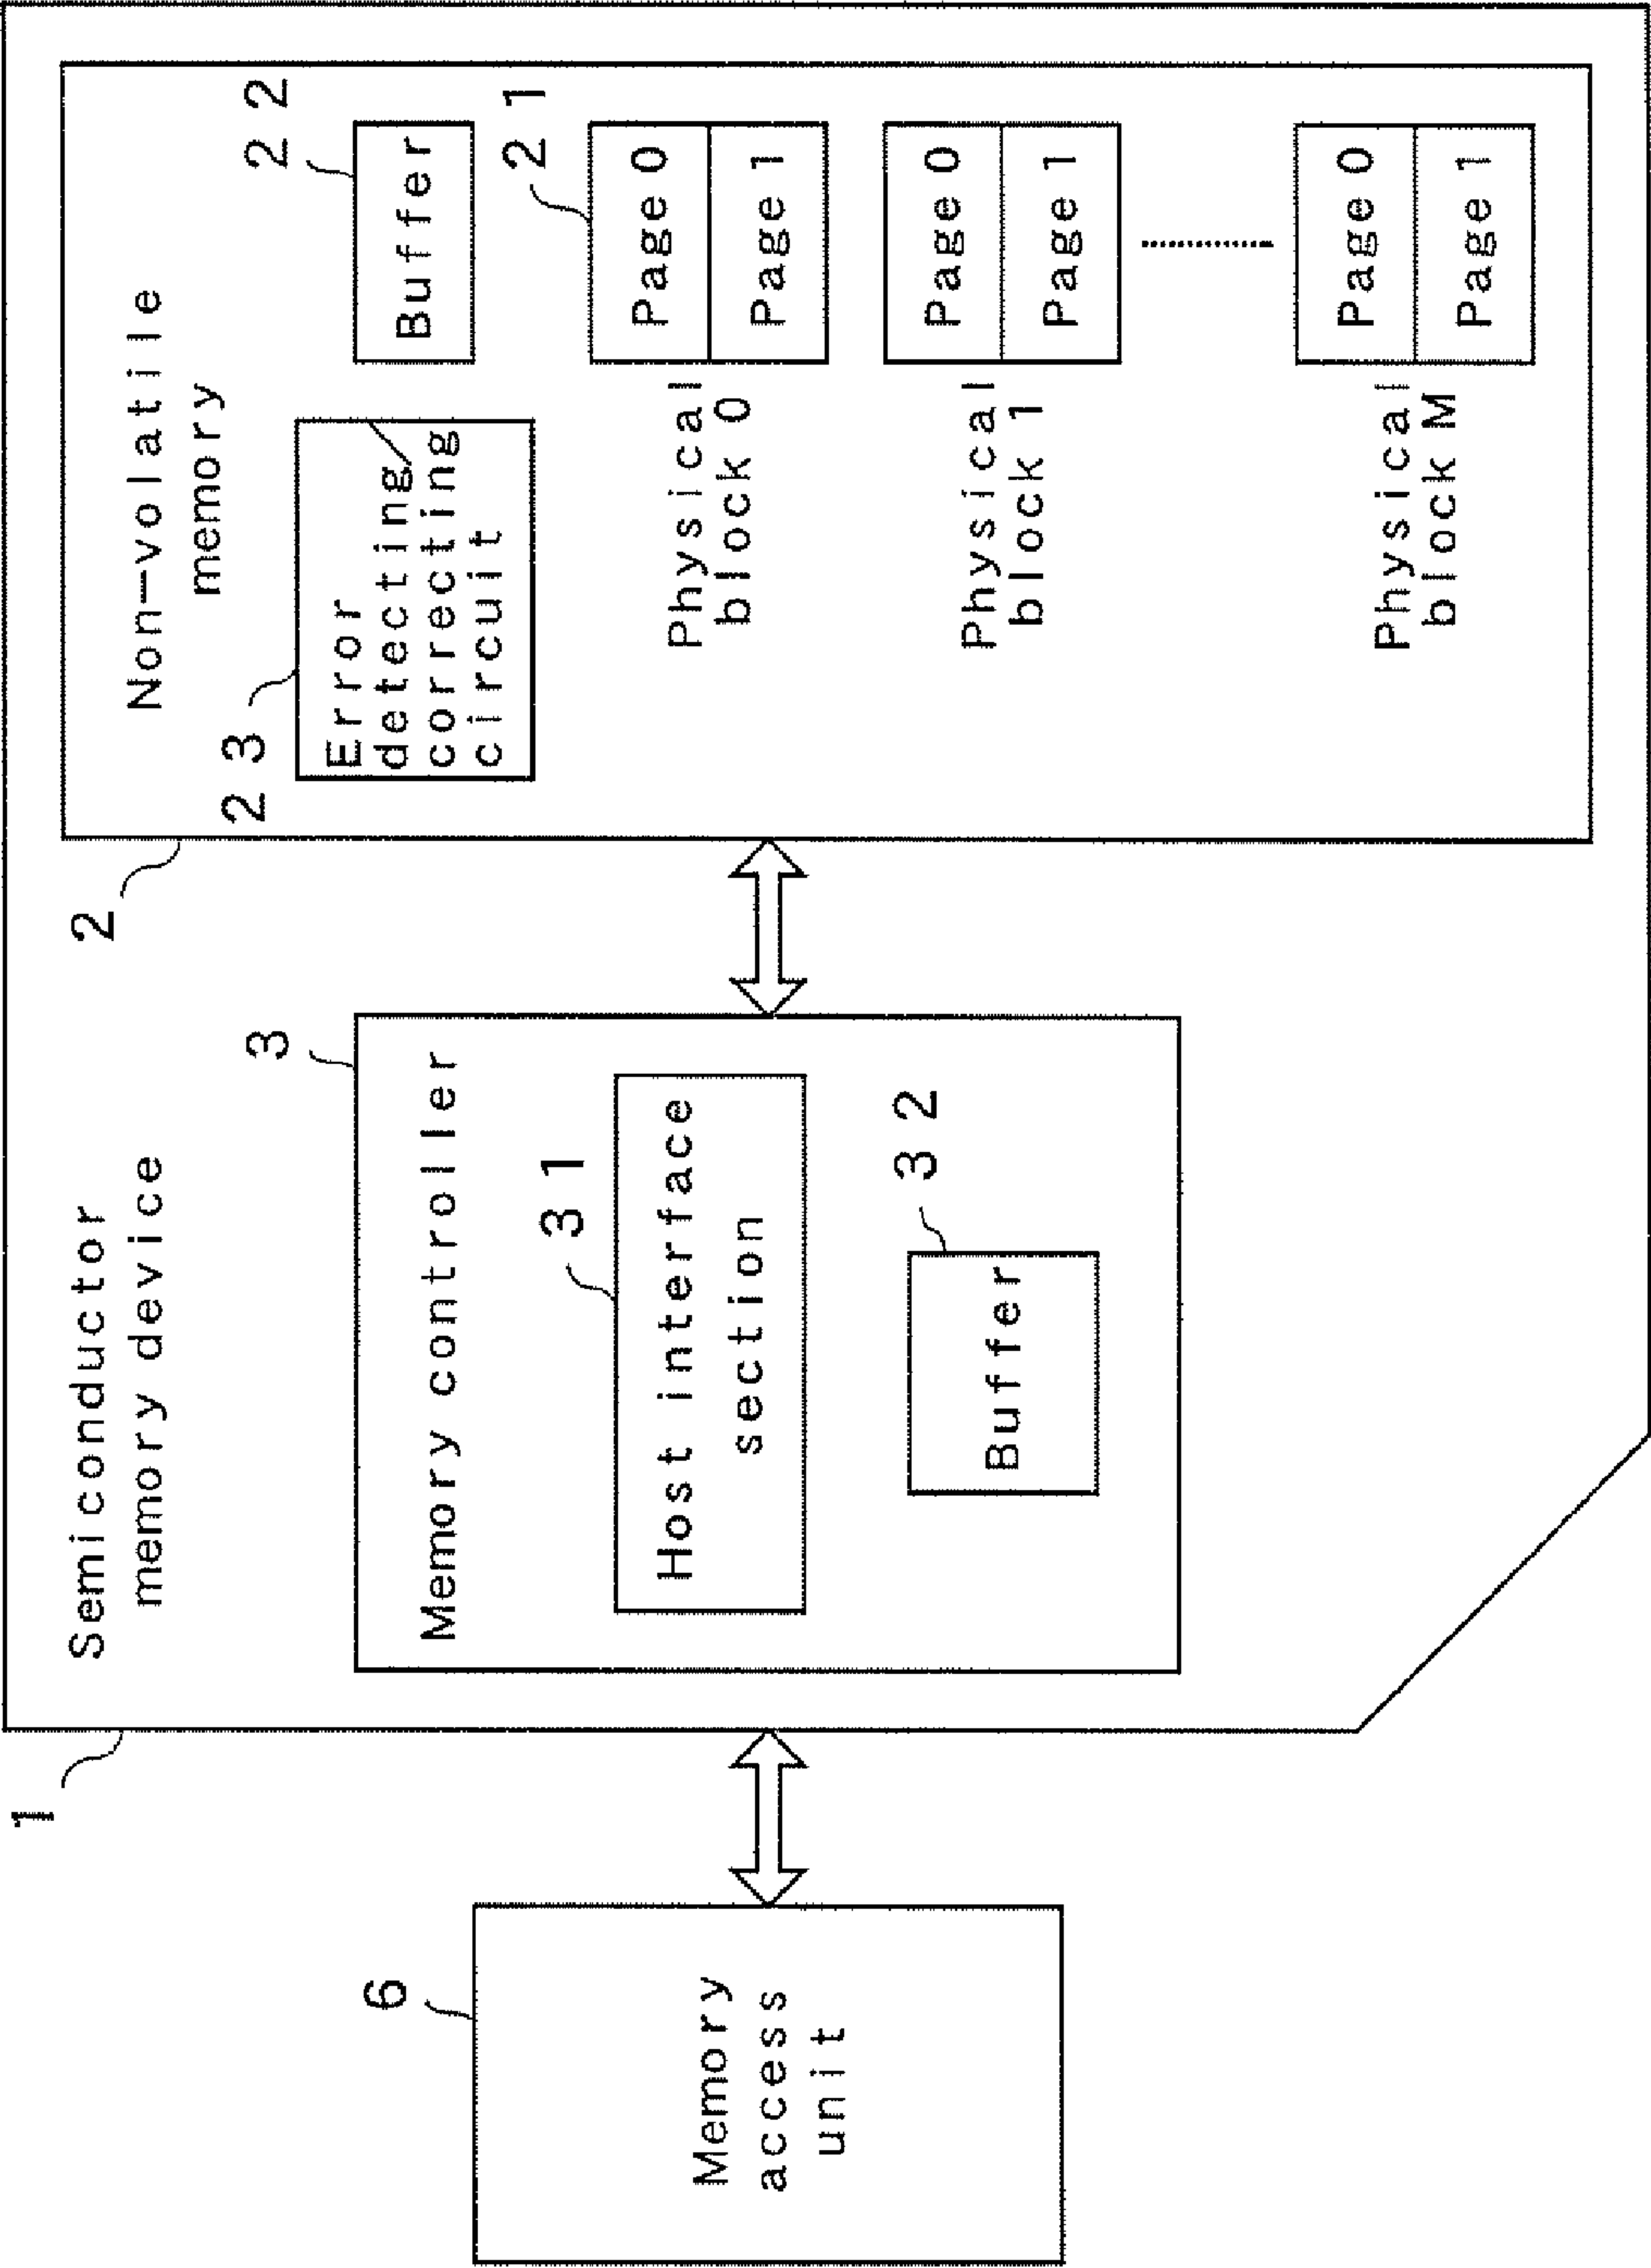 1
Semiconductor
memory device
6
Memory
access
unit
3
Memory controller
31
Host interface
section
32
Buffer
2
Non-volatile
memory
23
Error
detecting/
correcting
circuit
22
Buffer
21
Page 0
Page 1
Physical
block 0
Page 0
Page 1
Physical
block 1
Page 0
Page 1
Physical
block M